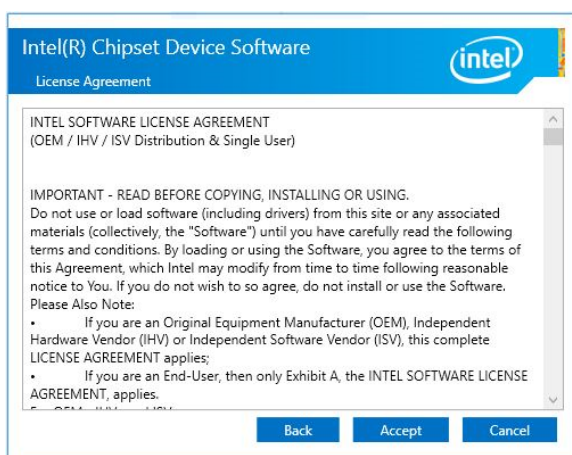 Intel(R) Chipset Device Software
intel
License Agreement
INTEL SOFTWARE LICENSE AGREEMENT
(OEM / IHV / ISV Distribution & Single User)
IMPORTANT - READ BEFORE COPYING, INSTALLING OR USING.
Do not use or load software (including drivers) from this site or any associated
materials (collectively, the "Software") until you have carefully read the following
terms and conditions. By loading or using the Software, you agree to the terms of
this Agreement, which Intel may modify from time to time following reasonable
notice to You. If you do not wish to so agree, do not install or use the Software.
Please Also Note:
• If you are an Original Equipment Manufacturer (OEM), Independent
Hardware Vendor (IHV) or Independent Software Vendor (ISV), this complete
LICENSE AGREEMENT applies;
• If you are an End-User, then only Exhibit A, the INTEL SOFTWARE LICENSE
AGREEMENT, applies.
Back Accept Cancel